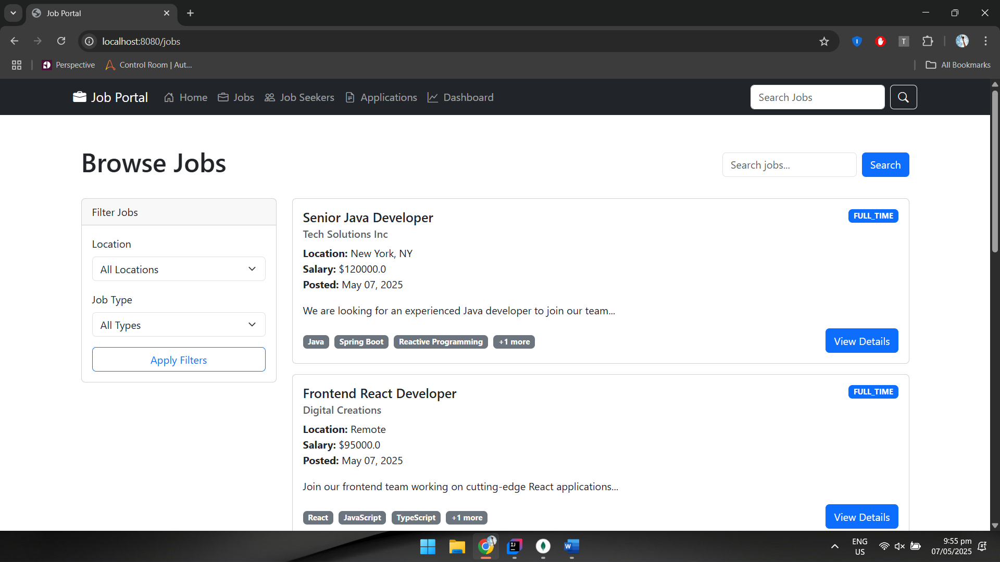 Job Portal
localhost:8080/jobs
T
Perspective
Control Room | Aut...
All Bookmarks
Job Portal
Home
Jobs
Job Seekers
Applications
Dashboard
Search Jobs
Browse Jobs
Search jobs...
Search
Filter Jobs
Location
All Locations
Job Type
All Types
Apply Filters
Senior Java Developer
FULL_TIME
Tech Solutions Inc
Location: New York, NY
Salary: $120000.0
Posted: May 07, 2025
We are looking for an experienced Java developer to join our team...
Java
Spring Boot
Reactive Programming
+1 more
View Details
Frontend React Developer
FULL_TIME
Digital Creations
Location: Remote
Salary: $95000.0
Posted: May 07, 2025
Join our frontend team working on cutting-edge React applications...
React
JavaScript
TypeScript
+1 more
View Details
IJ
W
ENG
US
9:55 pm
07/05/2025